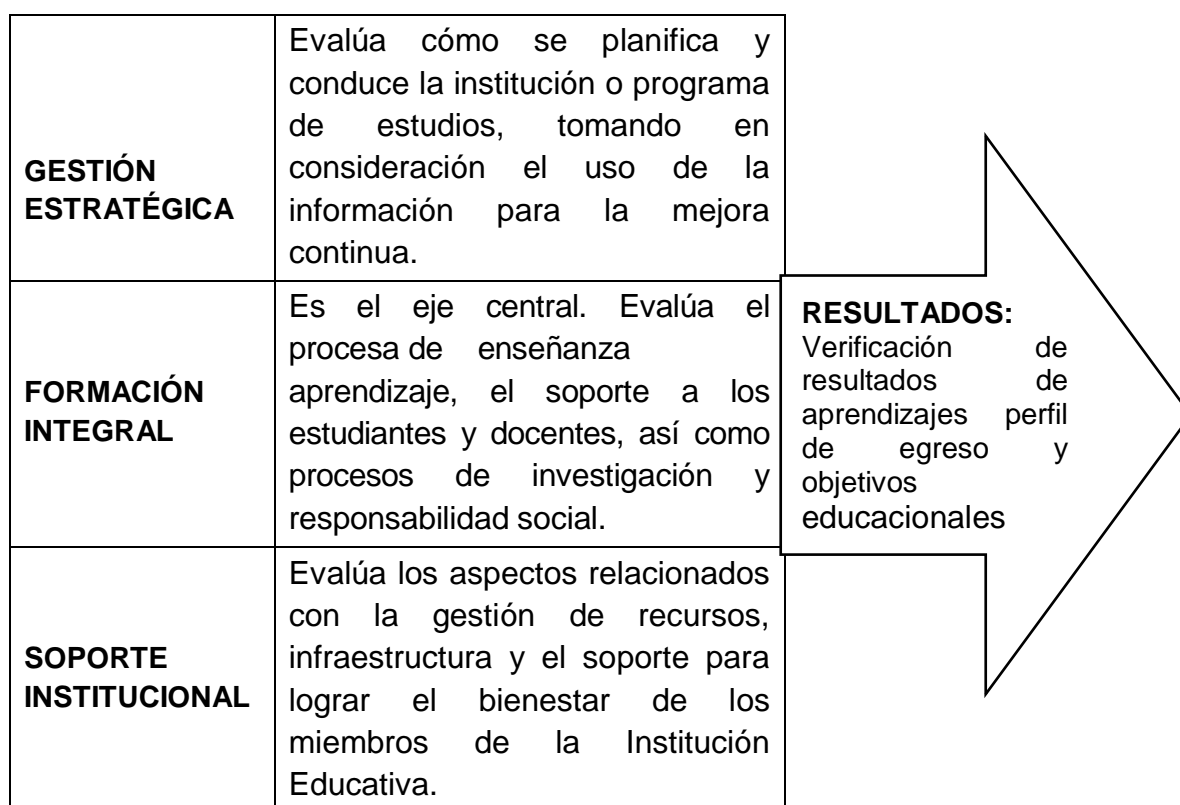 GESTIÓN
ESTRATÉGICA
Evalúa cómo se planifica y
conduce la institución o programa
de estudios, tomando en
consideración el uso de la
información para la mejora
continua.
FORMACIÓN
INTEGRAL
Es el eje central. Evalúa el
procesa de enseñanza
aprendizaje, el soporte a los
estudiantes y docentes, así como
procesos de investigación y
responsabilidad social.
SOPORTE
INSTITUCIONAL
Evalúa los aspectos relacionados
con la gestión de recursos,
infraestructura y el soporte para
lograr el bienestar de los
miembros de la Institución
Educativa.
RESULTADOS:
Verificación de
resultados de
aprendizajes perfil
de egreso y
objetivos
educacionales